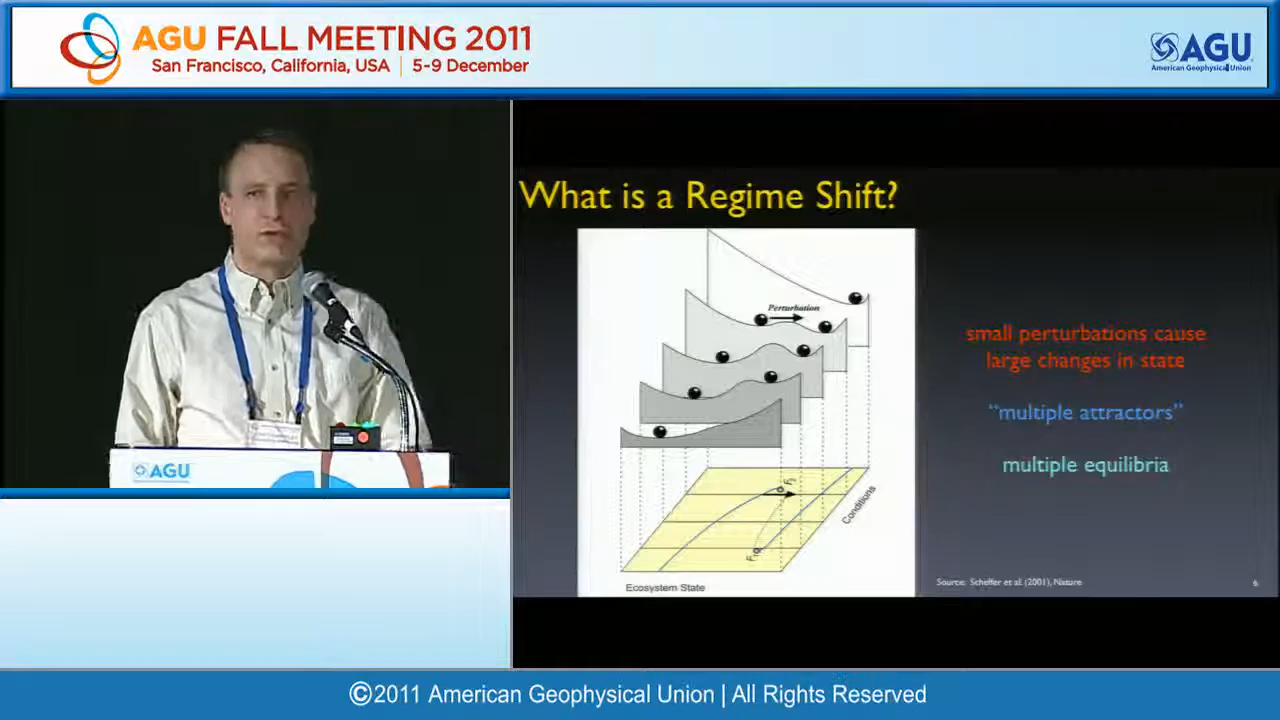 AGU FALL MEETING 2011
San Francisco, California, USA | 5-9 December
AGU
American Geophysical Union
What is a Regime Shift?
Perturbation
small perturbations cause
large changes in state
“multiple attractors”
multiple equilibria
AGU
F2
F1
Conditions
Ecosystem State
Source: Scheffer et al. (2001), Nature
6
©2011 American Geophysical Union | All Rights Reserved